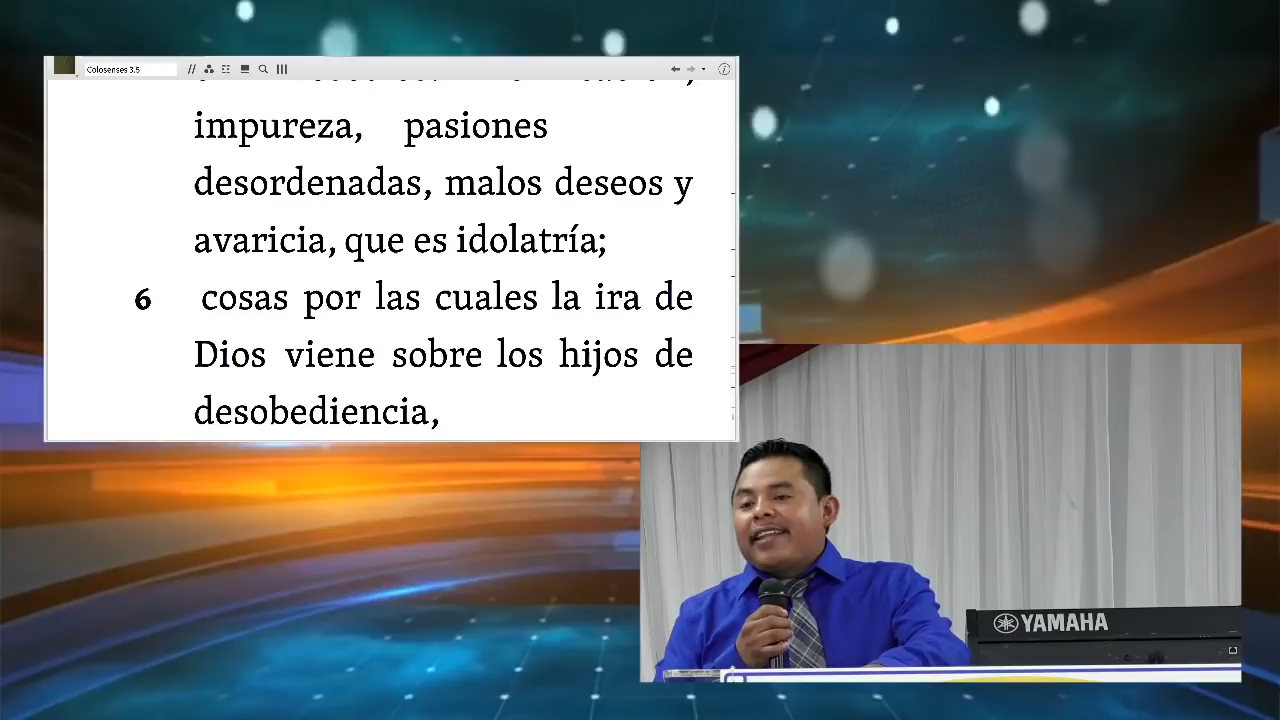 Colosenses 3.5
impureza, pasiones
desordenadas, malos deseos y
avaricia, que es idolatría;
6 cosas por las cuales la ira de
Dios viene sobre los hijos de
desobediencia,
YAMAHA